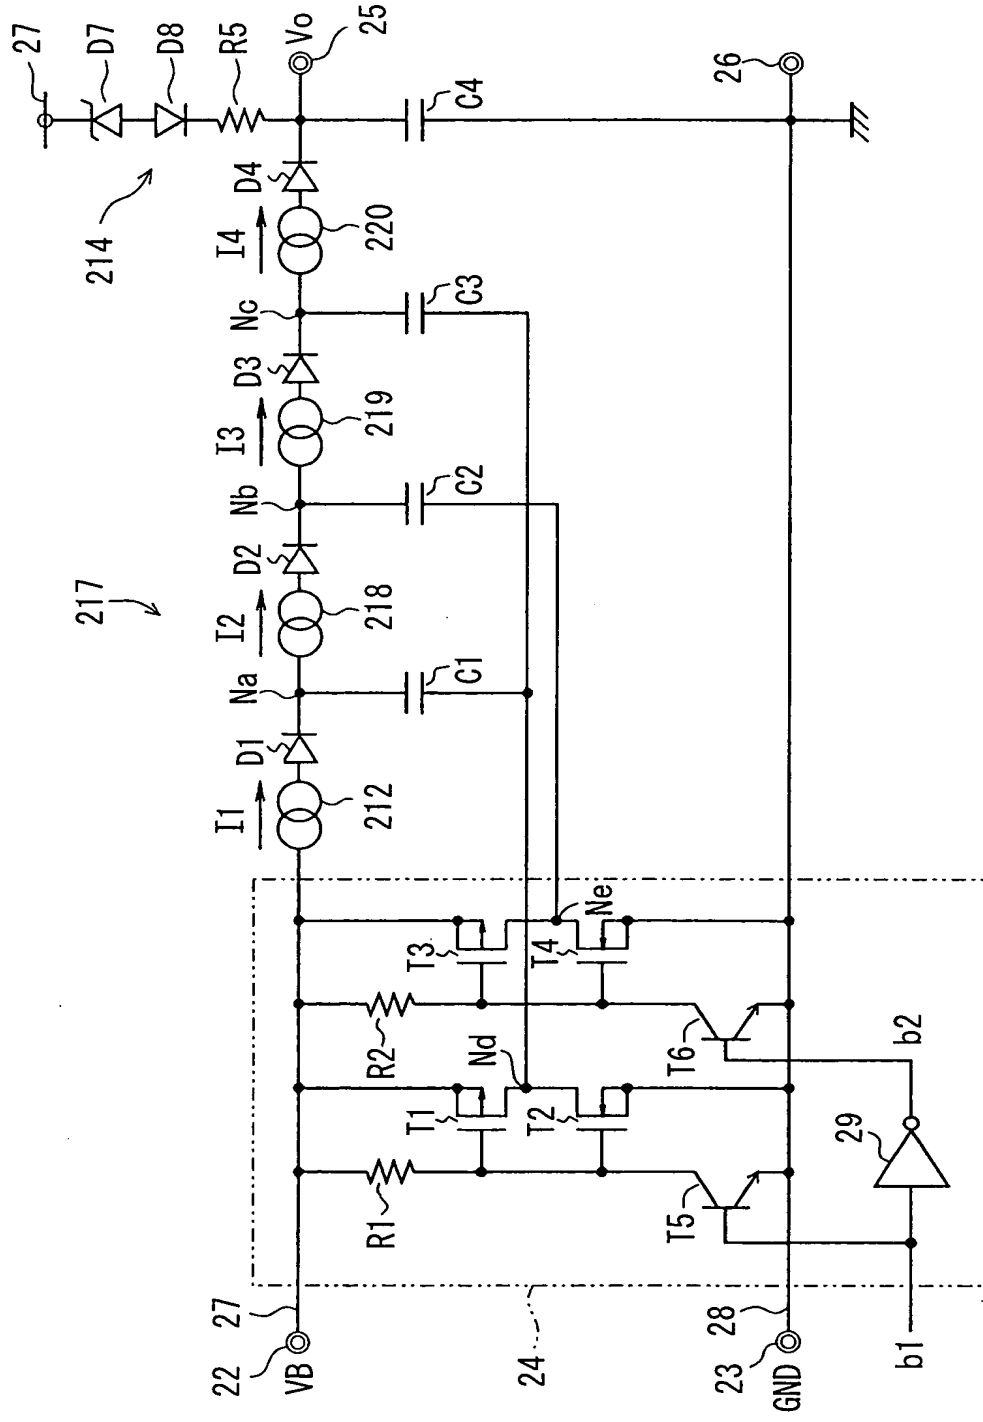 217
214
27
D7
D8
R5
Vo
25
I1
D1
Na
I2
D2
Nb
I3
D3
Nc
I4
D4
212
218
219
220
C1
C2
C3
C4
22
VB
27
R1
R2
T1
T3
Nd
Ne
T2
T4
T5
T6
24
23
GND
28
26
29
b1
b2